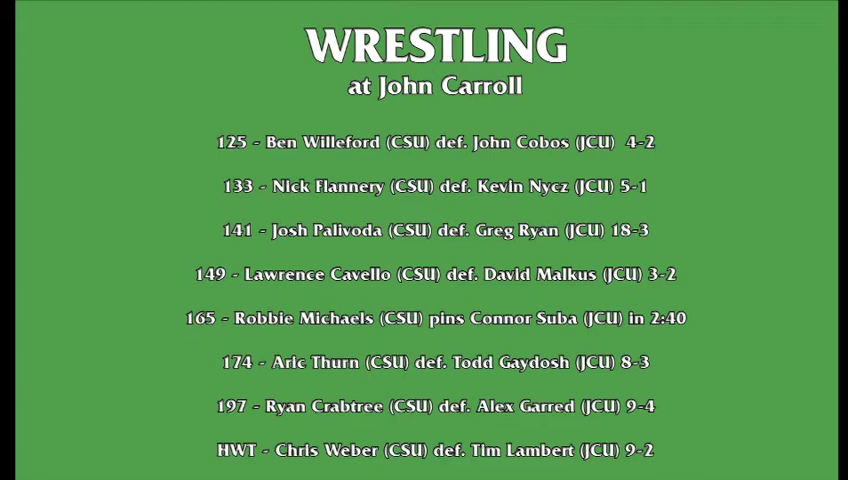 WRESTLING
at John Carroll
125 - Ben Willeford (CSU) def. John Cobos (JCU) 4-2
133 - Nick Flannery (CSU) def. Kevin Nycz (JCU) 5-1
141 - Josh Palivoda (CSU) def. Greg Ryan (JCU) 18-3
149 - Lawrence Cavello (CSU) def. David Malkus (JCU) 3-2
165 - Robbie Michaels (CSU) pins Connor Suba (JCU) in 2:40
174 - Aric Thurn (CSU) def. Todd Gaydosh (JCU) 8-3
197 - Ryan Crabtree (CSU) def. Alex Garred (JCU) 9-4
HWT - Chris Weber (CSU) def. Tim Lambert (JCU) 9-2